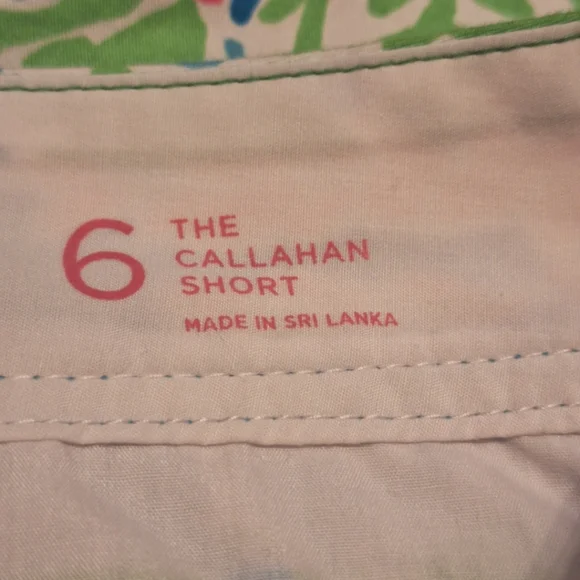 6
THE
CALLAHAN
SHORT
MADE IN SRI LANKA